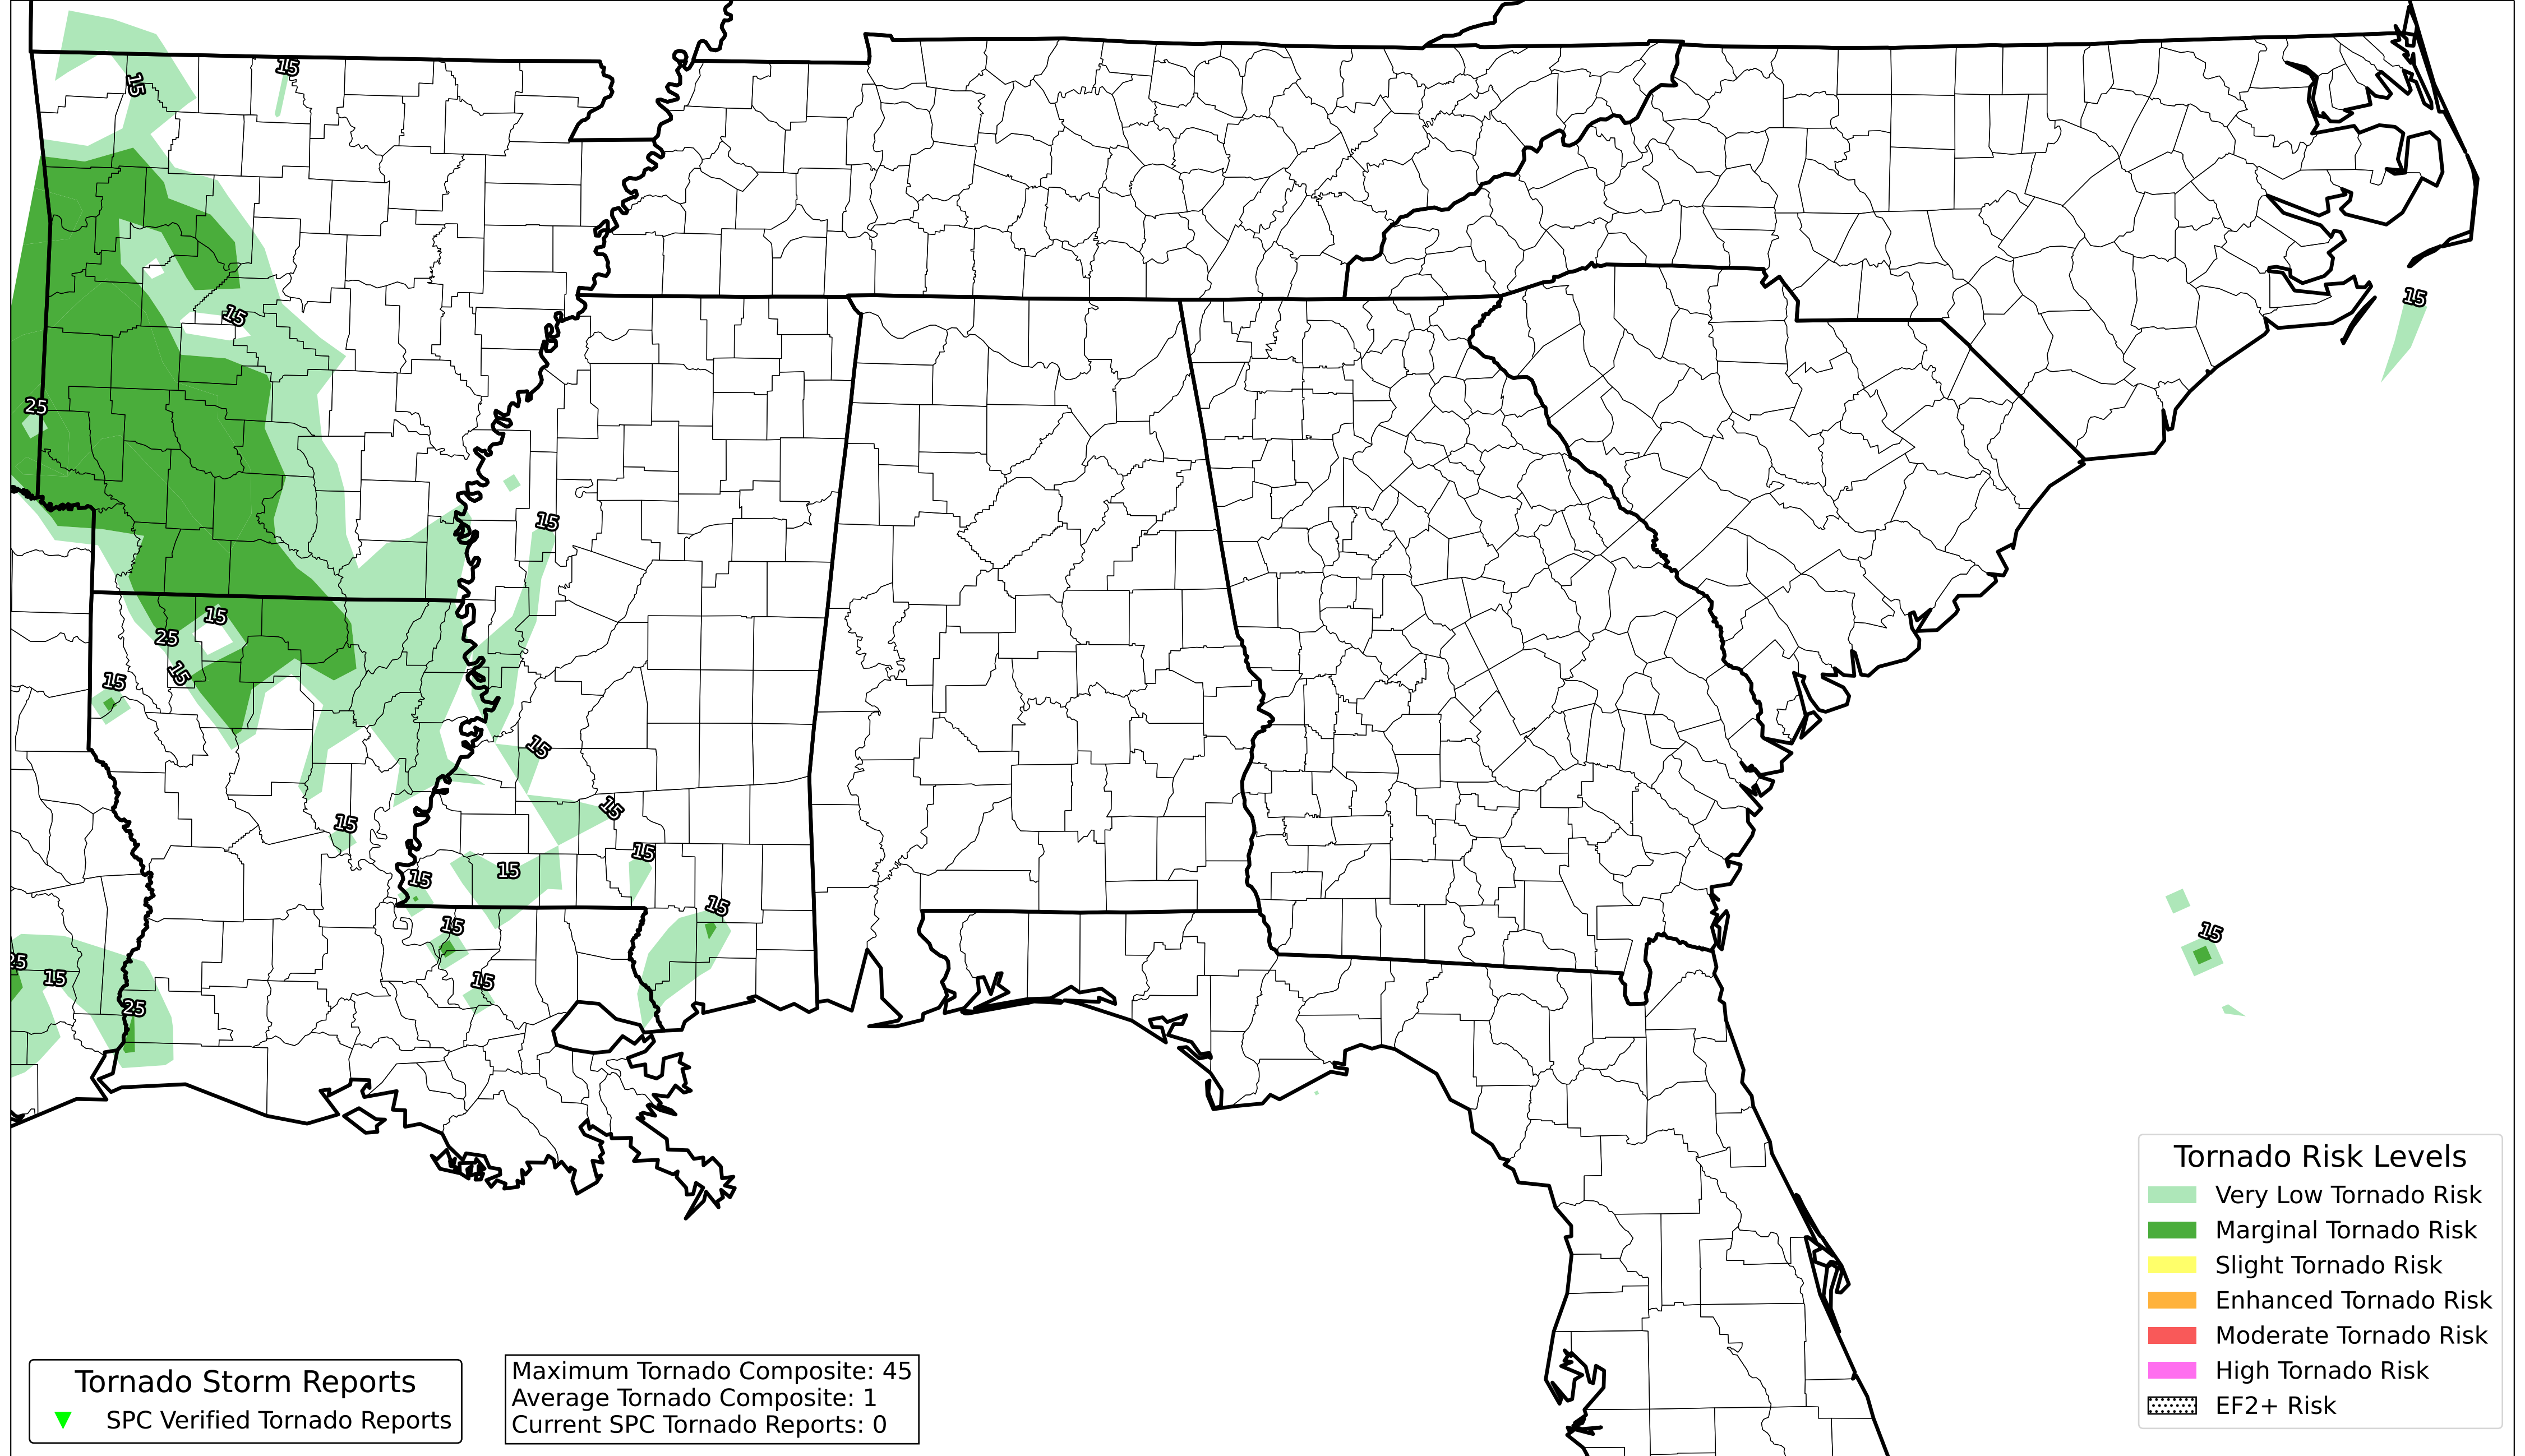 15
15
15
15
25
15
15
25
15
15
15
15
15
15
15
15
15
15
15
25
15
15
25
Tornado Risk Levels
Very Low Tornado Risk
Marginal Tornado Risk
Slight Tornado Risk
Enhanced Tornado Risk
Moderate Tornado Risk
High Tornado Risk
EF2+ Risk
Tornado Storm Reports
SPC Verified Tornado Reports
Maximum Tornado Composite: 45
Average Tornado Composite: 1
Current SPC Tornado Reports: 0